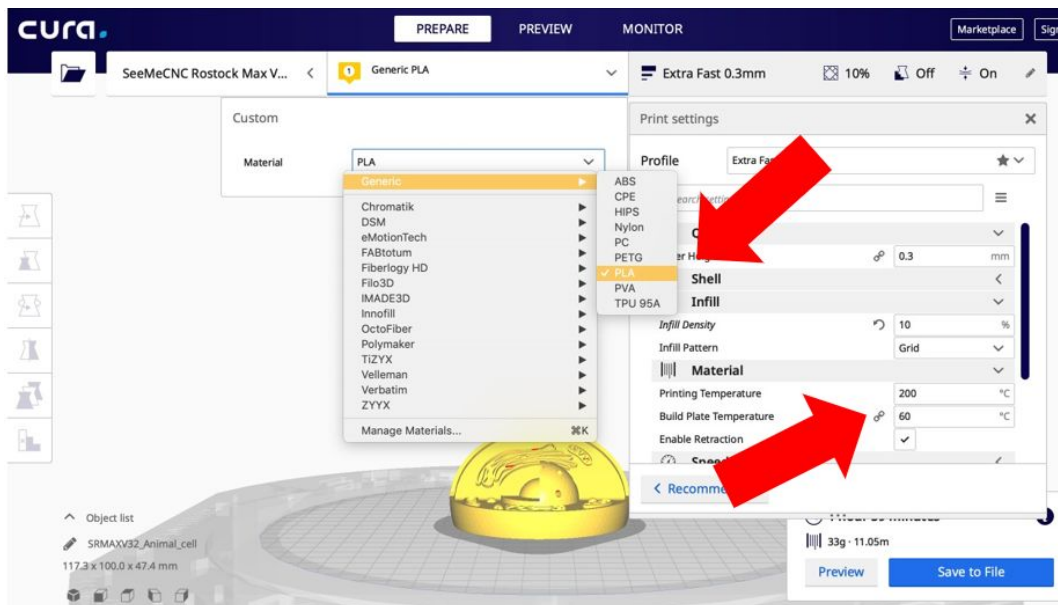 cura.
PREPARE PREVIEW MONITOR
Marketplace
SeeMeCNC Rostock Max V...
1 Generic PLA
Extra Fast 0.3mm 10% Off On
Custom
Print settings
Material PLA
Profile Extra
Generic
ABS
CPE
HIPS
Nylon
PC
PETG
PLA
PVA
TPU 95A
Chromatik
DSM
eMotionTech
FABtotum
Fiberlogy HD
Filo3D
IMADE3D
Innofill
OctoFiber
Polymaker
TiZYX
Velleman
Verbatim
ZYYX
Manage Materials... ⌘K
0.3 mm
Shell
Infill
Infill Density 10 %
Infill Pattern Grid
Material
Printing Temperature 200 °C
Build Plate Temperature 60 °C
Enable Retraction
Object list
SRMAXV32_Animal_cell
117.3 x 100.0 x 47.4 mm
33g · 11.05m
Preview Save to File